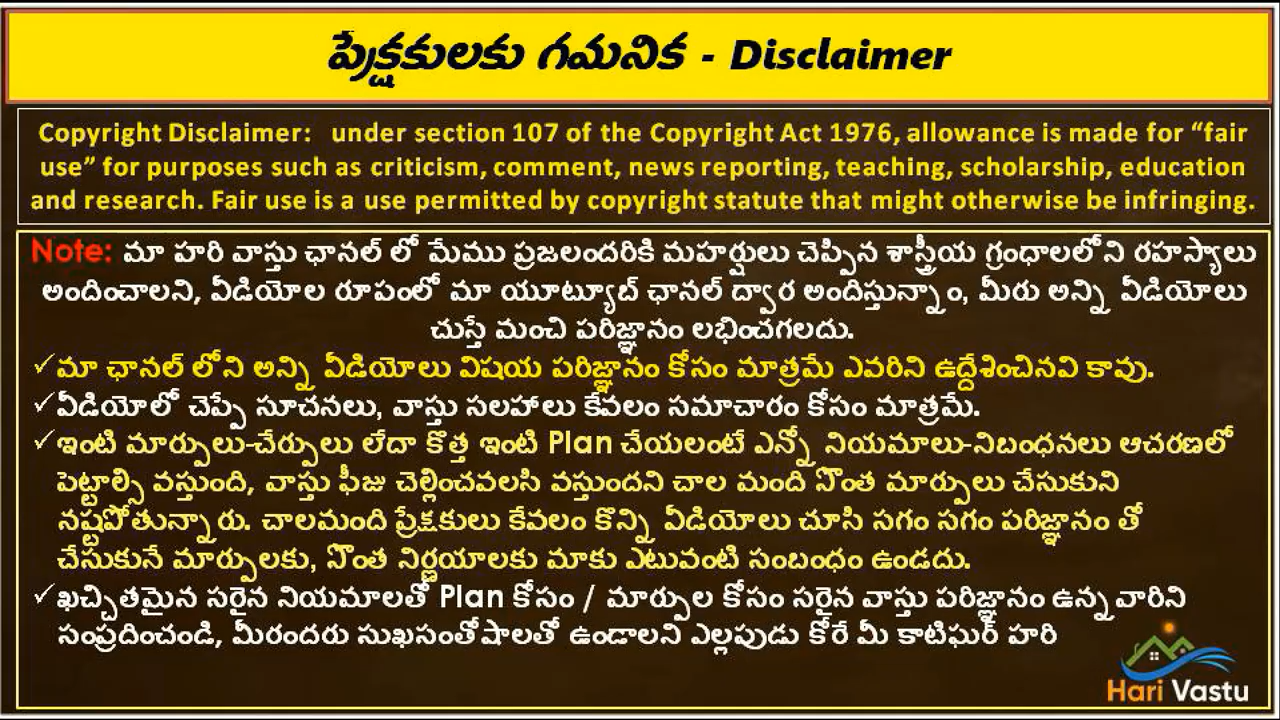 ప్రేక్షకులకు గమనిక - Disclaimer
Copyright Disclaimer: under section 107 of the Copyright Act 1976, allowance is made for “fair
use” for purposes such as criticism, comment, news reporting, teaching, scholarship, education
and research. Fair use is a use permitted by copyright statute that might otherwise be infringing.
Note: మా హరి వాస్తు ఛానల్ లో మేము ప్రజలందరికి మహర్షులు చెప్పిన శాస్త్రీయ గ్రంధాలలోని రహస్యాలు
అందించాలని, వీడియోల రూపంలో మా యూట్యూబ్ ఛానల్ ద్వార అందిస్తున్నాం, మీరు అన్ని వీడియోలు
చుస్తే మంచి పరిజ్ఞానం లభించగలదు.
✓మా ఛానల్ లోని అన్ని వీడియోలు విషయ పరిజ్ఞానం కోసం మాత్రమే ఎవరిని ఉద్దేశించినవి కావు.
✓వీడియోలో చెప్పే సూచనలు, వాస్తు సలహాలు కేవలం సమాచారం కోసం మాత్రమే.
✓ఇంటి మార్పులు-చేర్పులు లేదా కొత్త ఇంటి Plan చేయలంటే ఎన్నో నియమాలు-నిబంధనలు ఆచరణలో
పెట్టాల్సి వస్తుంది, వాస్తు ఫీజు చెల్లించవలసి వస్తుందని చాల మంది సొంత మార్పులు చేసుకుని
నష్టపోతున్నారు. చాలమంది ప్రేక్షకులు కేవలం కొన్ని వీడియోలు చూసి సగం సగం పరిజ్ఞానం తో
చేసుకునే మార్పులకు, సొంత నిర్ణయాలకు మాకు ఎటువంటి సంబంధం ఉండదు.
✓ఖచ్చితమైన సరైన నియమాలతో Plan కోసం / మార్పుల కోసం సరైన వాస్తు పరిజ్ఞానం ఉన్నవారిని
సంప్రదించండి, మీరందరు సుఖసంతోషాలతో ఉండాలని ఎల్లపుడు కోరే మీ కాటిఘర్ హరి
Hari Vastu